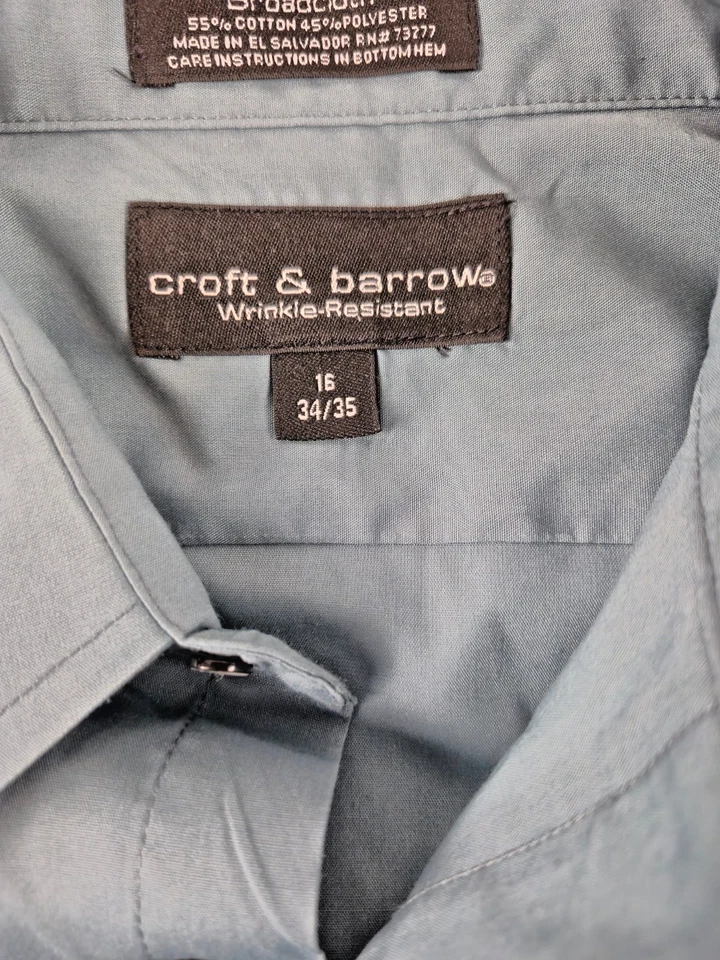 Broadcloth
55% COTTON 45% POLYESTER
MADE IN EL SALVADOR RN# 73277
CARE INSTRUCTIONS IN BOTTOM HEM
croft & barrow®
Wrinkle-Resistant
16
34/35